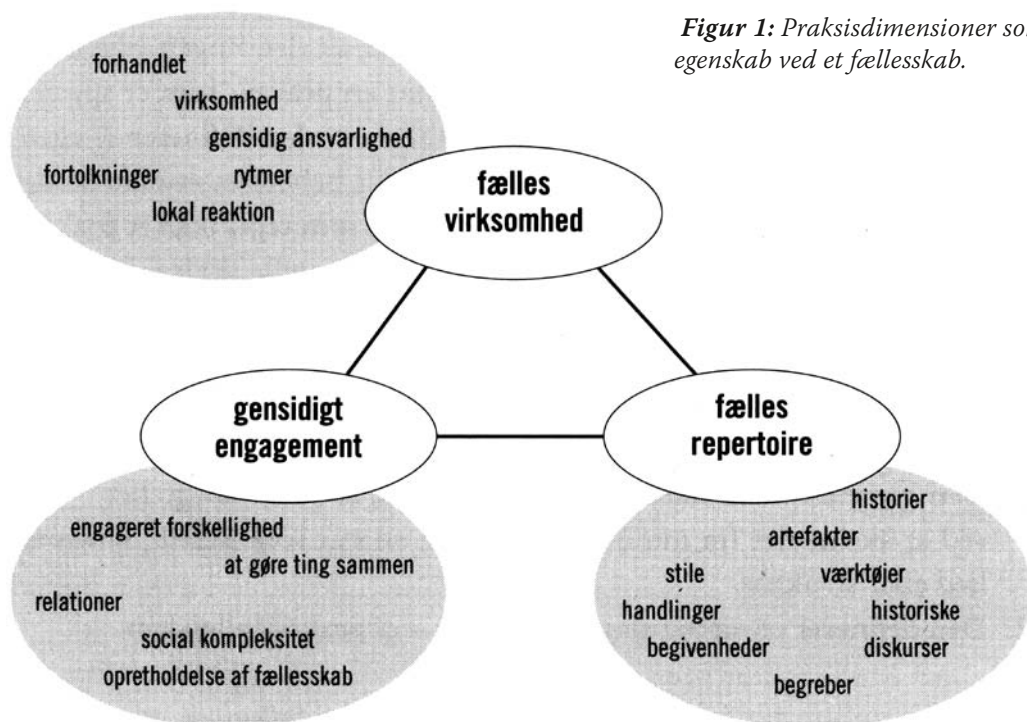 Figur 1: Praksisdimensioner so
egenskab ved et fællesskab.
forhandlet
virksomhed
gensidig ansvarlighed
fortolkninger rytmer
lokal reaktion
fælles
virksomhed
gensidigt
engagement
fælles
repertoire
engageret forskellighed
at gøre ting sammen
relationer
social kompleksitet
opretholdelse af fællesskab
historier
artefakter
stile værktøjer
handlinger historiske
begivenheder diskurser
begreber